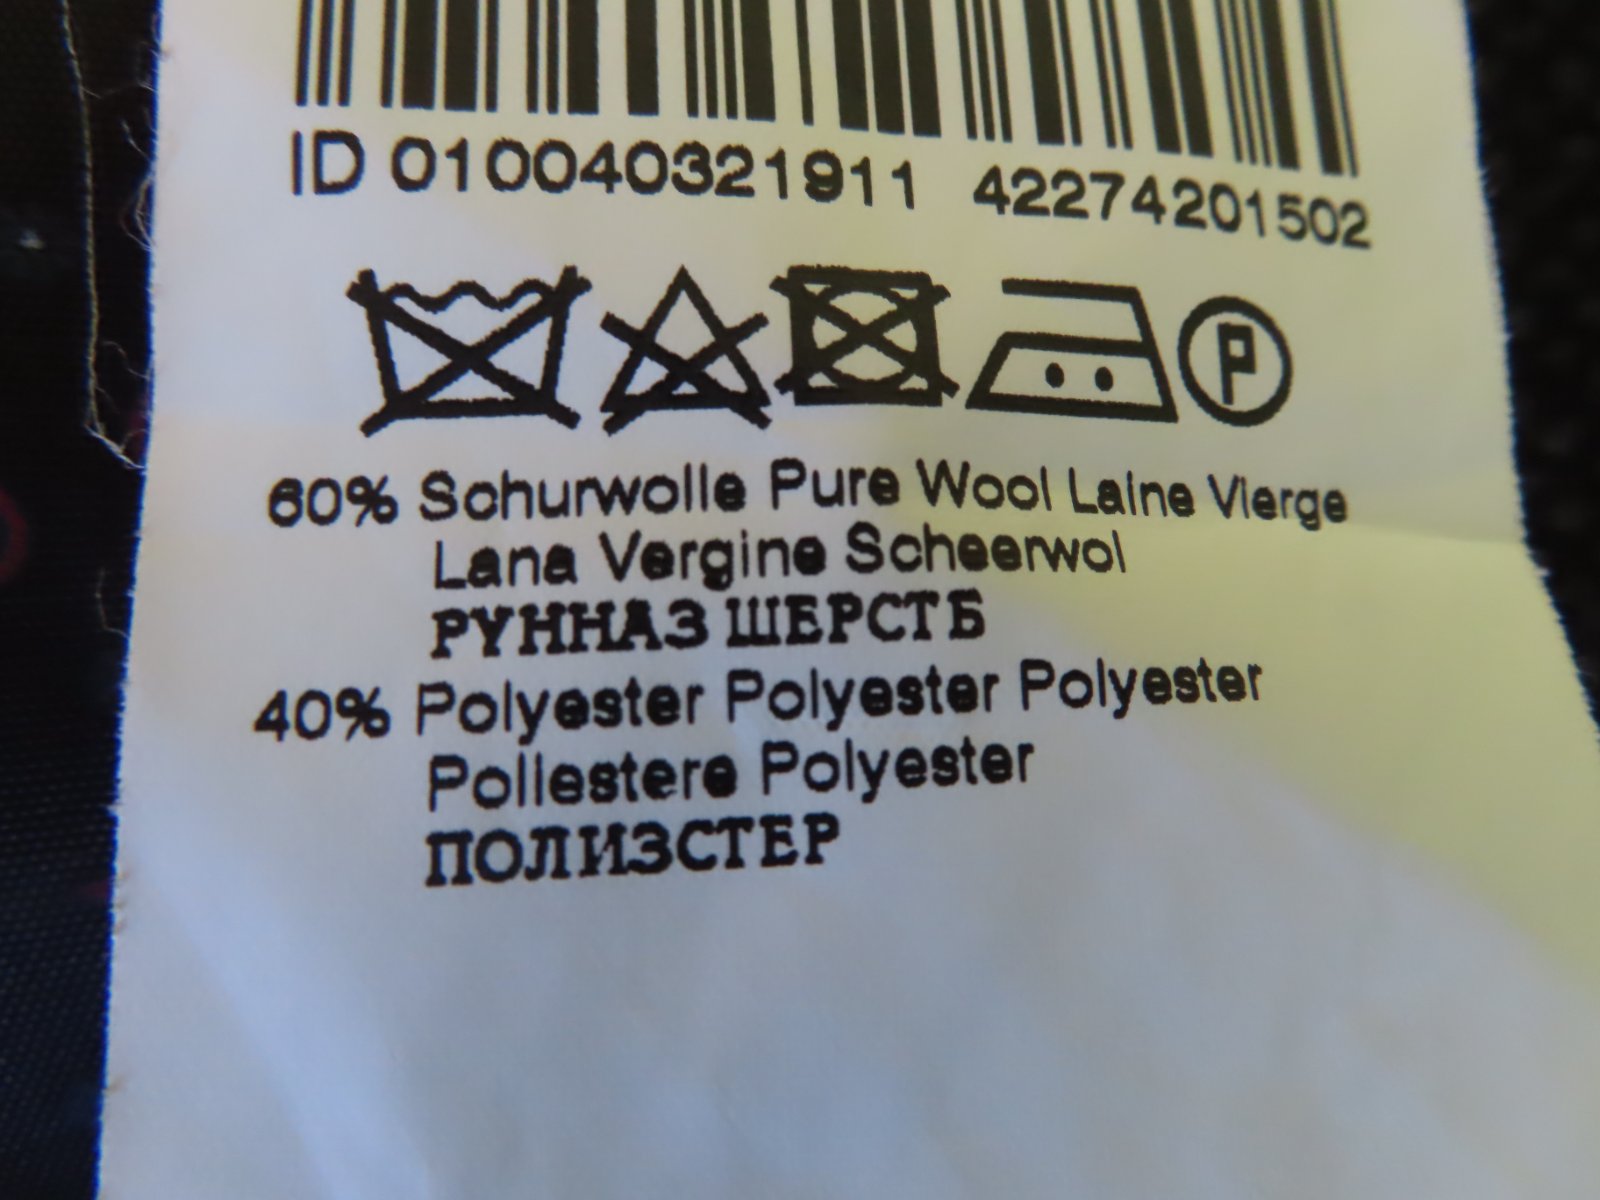 ID 010040321911 42274201502
P
60% Schurwolle Pure Wool Laine Vierge
Lana Vergine Scheerwol
РУННАЗ ШЕРСТБ
40% Polyester Polyester Polyester
Poliestere Polyester
ПОЛИЗСТЕР